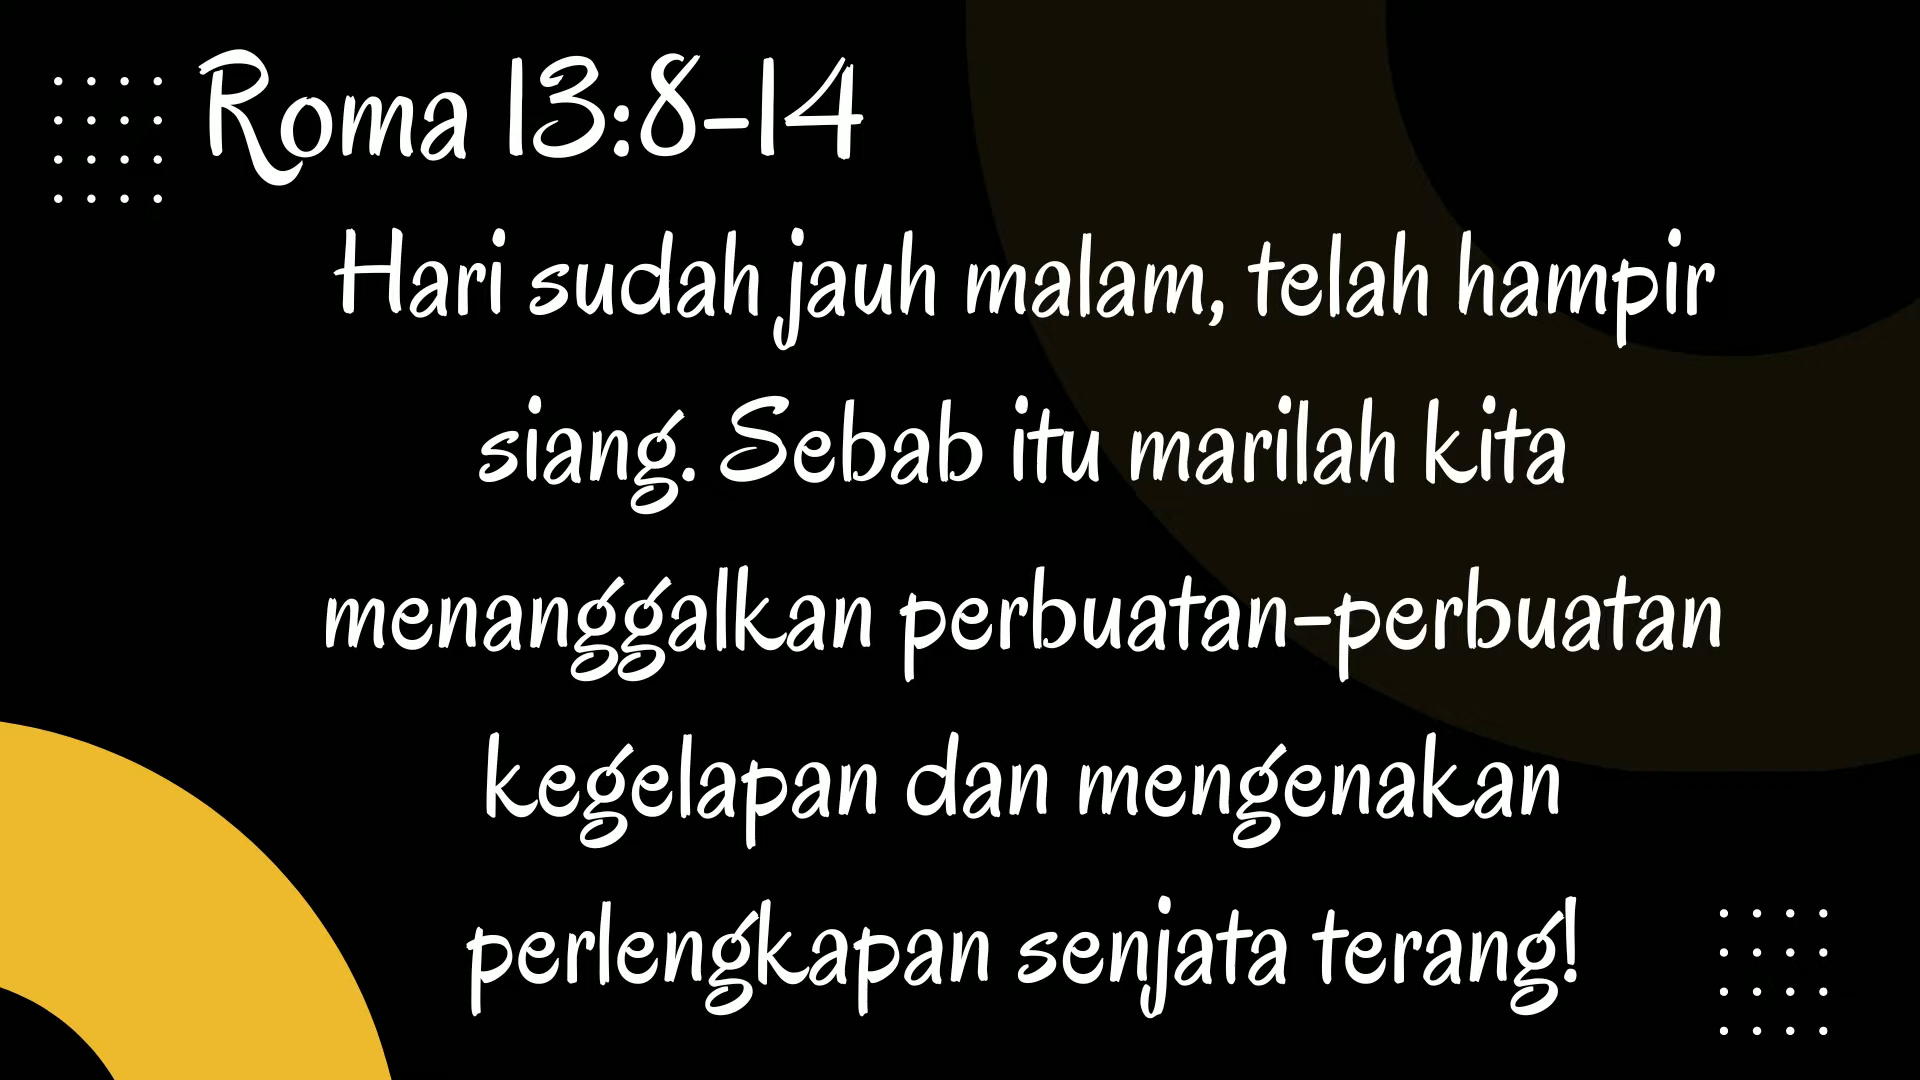 Roma 13:8-14
Hari sudah jauh malam, telah hampir
siang. Sebab itu marilah kita
menanggalkan perbuatan-perbuatan
kegelapan dan mengenakan
perlengkapan senjata terang!